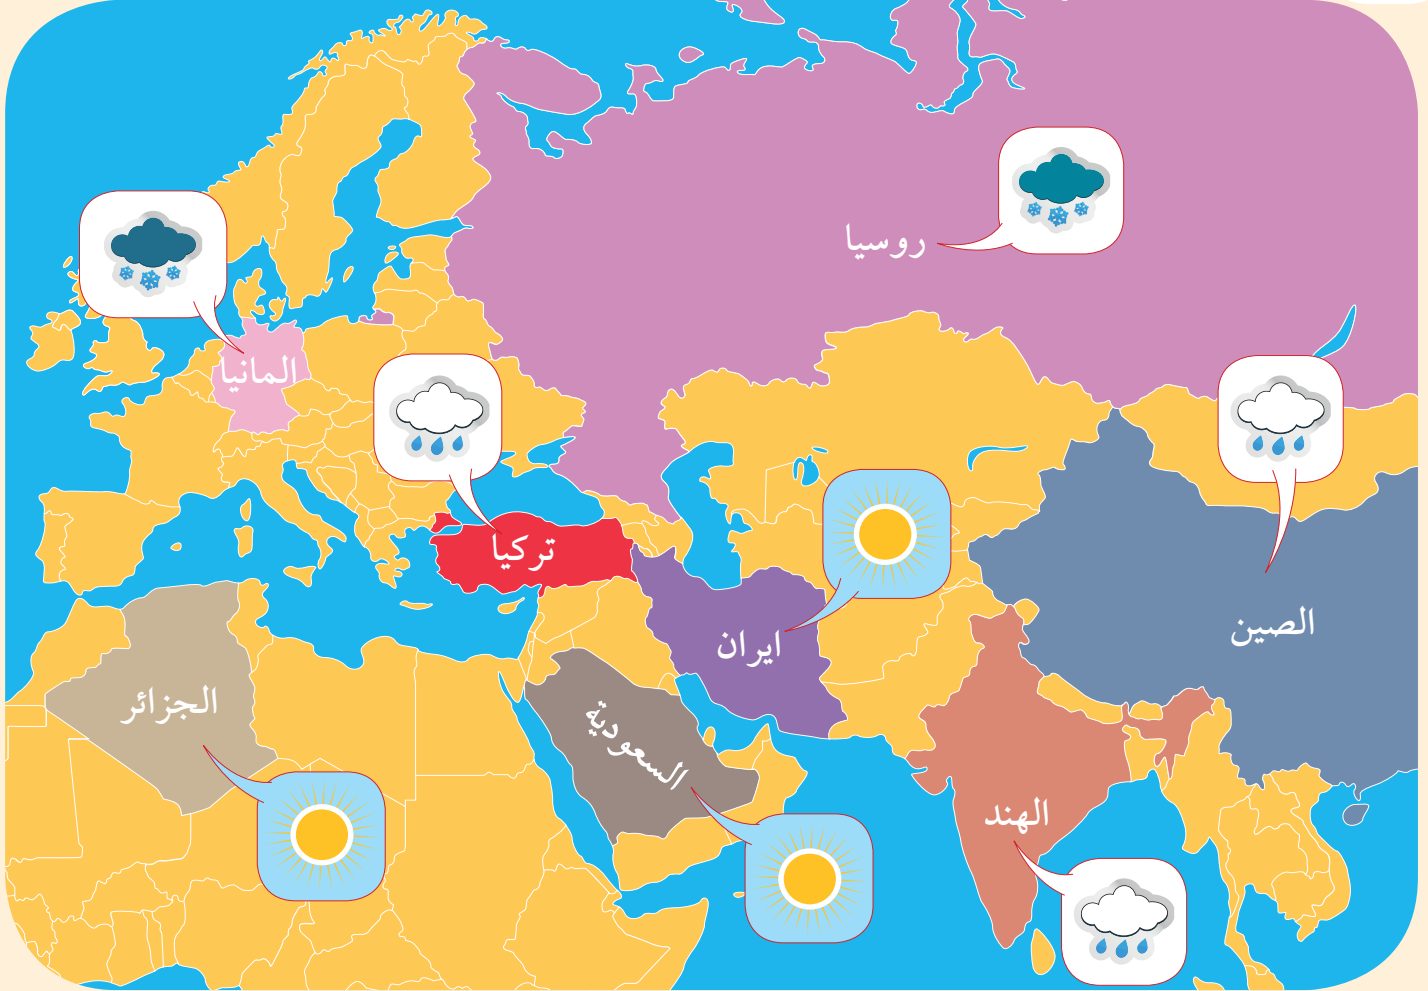 روسيا
المانيا
تركيا
الصين
ايران
الجزائر
السعودية
الهند